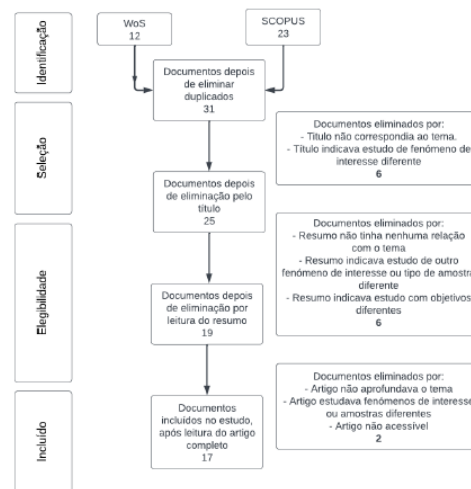 Identificação
WoS
12
SCOPUS
23
Documentos depois
de eliminar
duplicados
31
Seleção
Documentos eliminados por:
- Título não correspondia ao tema.
- Título indicava estudo de fenómeno de
interesse diferente
6
Documentos depois
de eliminação pelo
título
25
Elegibilidade
Documentos eliminados por:
- Resumo não tinha nenhuma relação
com o tema
- Resumo indicava estudo de outro
fenómeno de interesse ou tipo de amostra
diferente
- Resumo indicava estudo com objetivos
diferentes
6
Documentos depois
de eliminação por
leitura do resumo
19
Incluído
Documentos eliminados por:
- Artigo não aprofundava o tema
- Artigo estudava fenómenos de interesse
ou amostras diferentes
- Artigo não acessível
2
Documentos
incluídos no estudo,
após leitura do artigo
completo
17